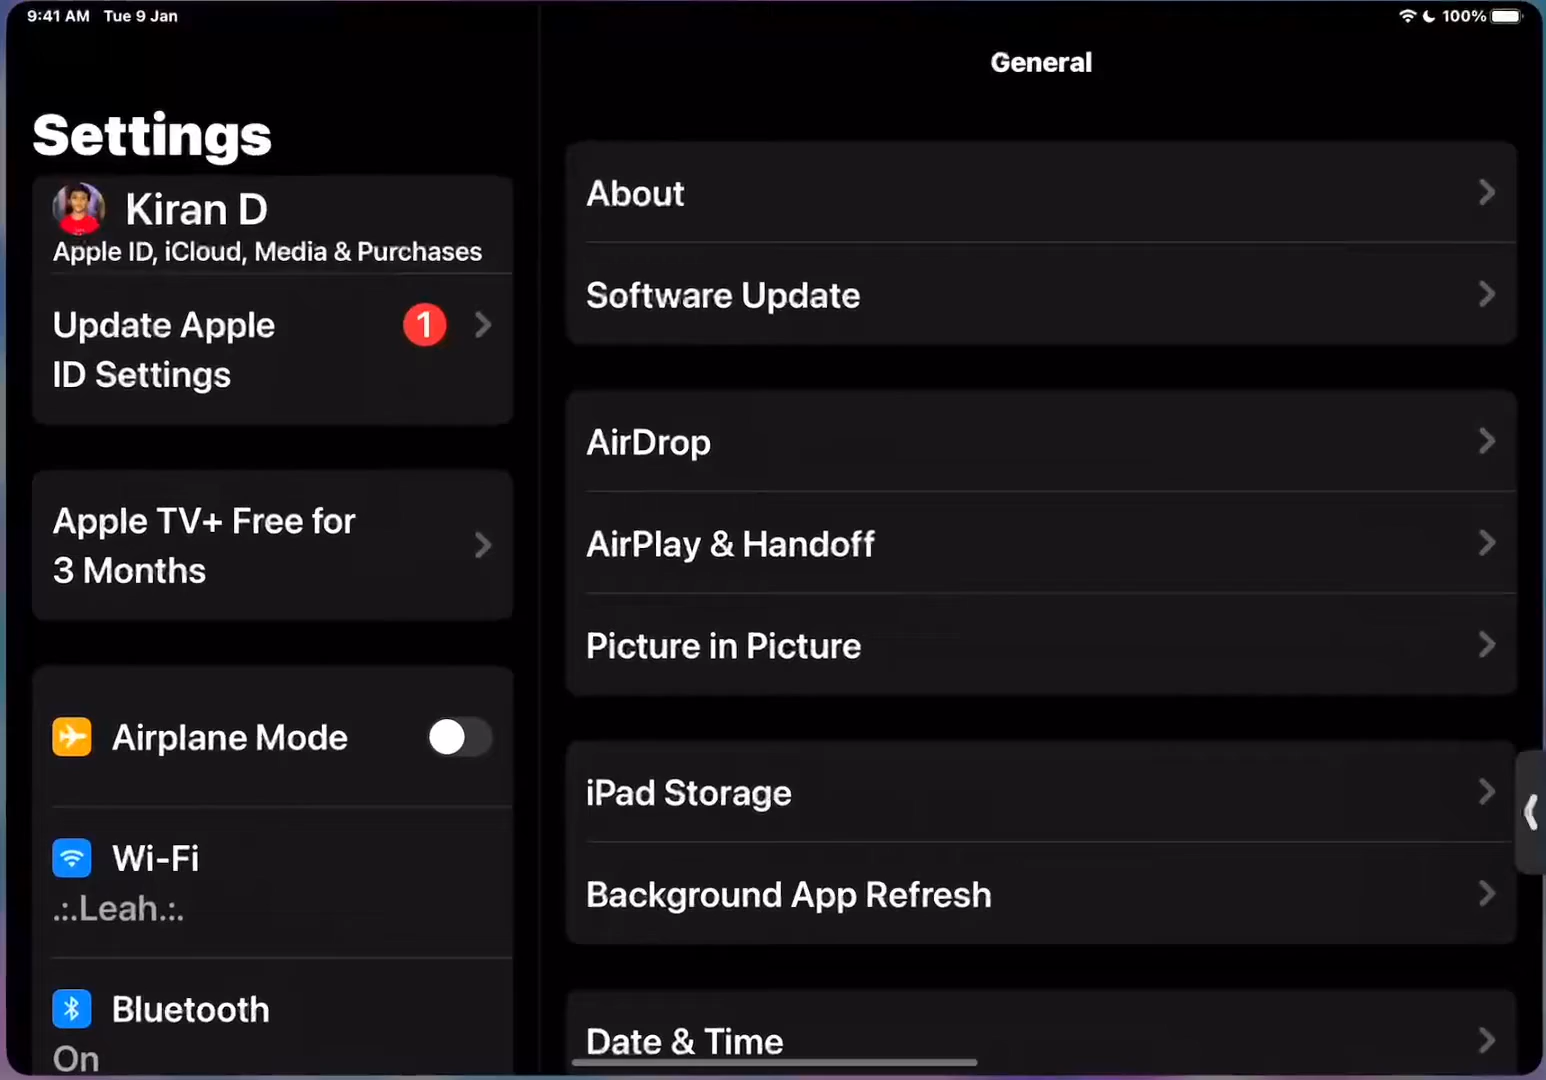 9:41 AM Tue 9 Jan
100%
Settings
Kiran D
Apple ID, iCloud, Media & Purchases
Update Apple
ID Settings
1
Apple TV+ Free for
3 Months
Airplane Mode
Wi-Fi
.:.Leah.:.
Bluetooth
On
General
About
Software Update
AirDrop
AirPlay & Handoff
Picture in Picture
iPad Storage
Background App Refresh
Date & Time